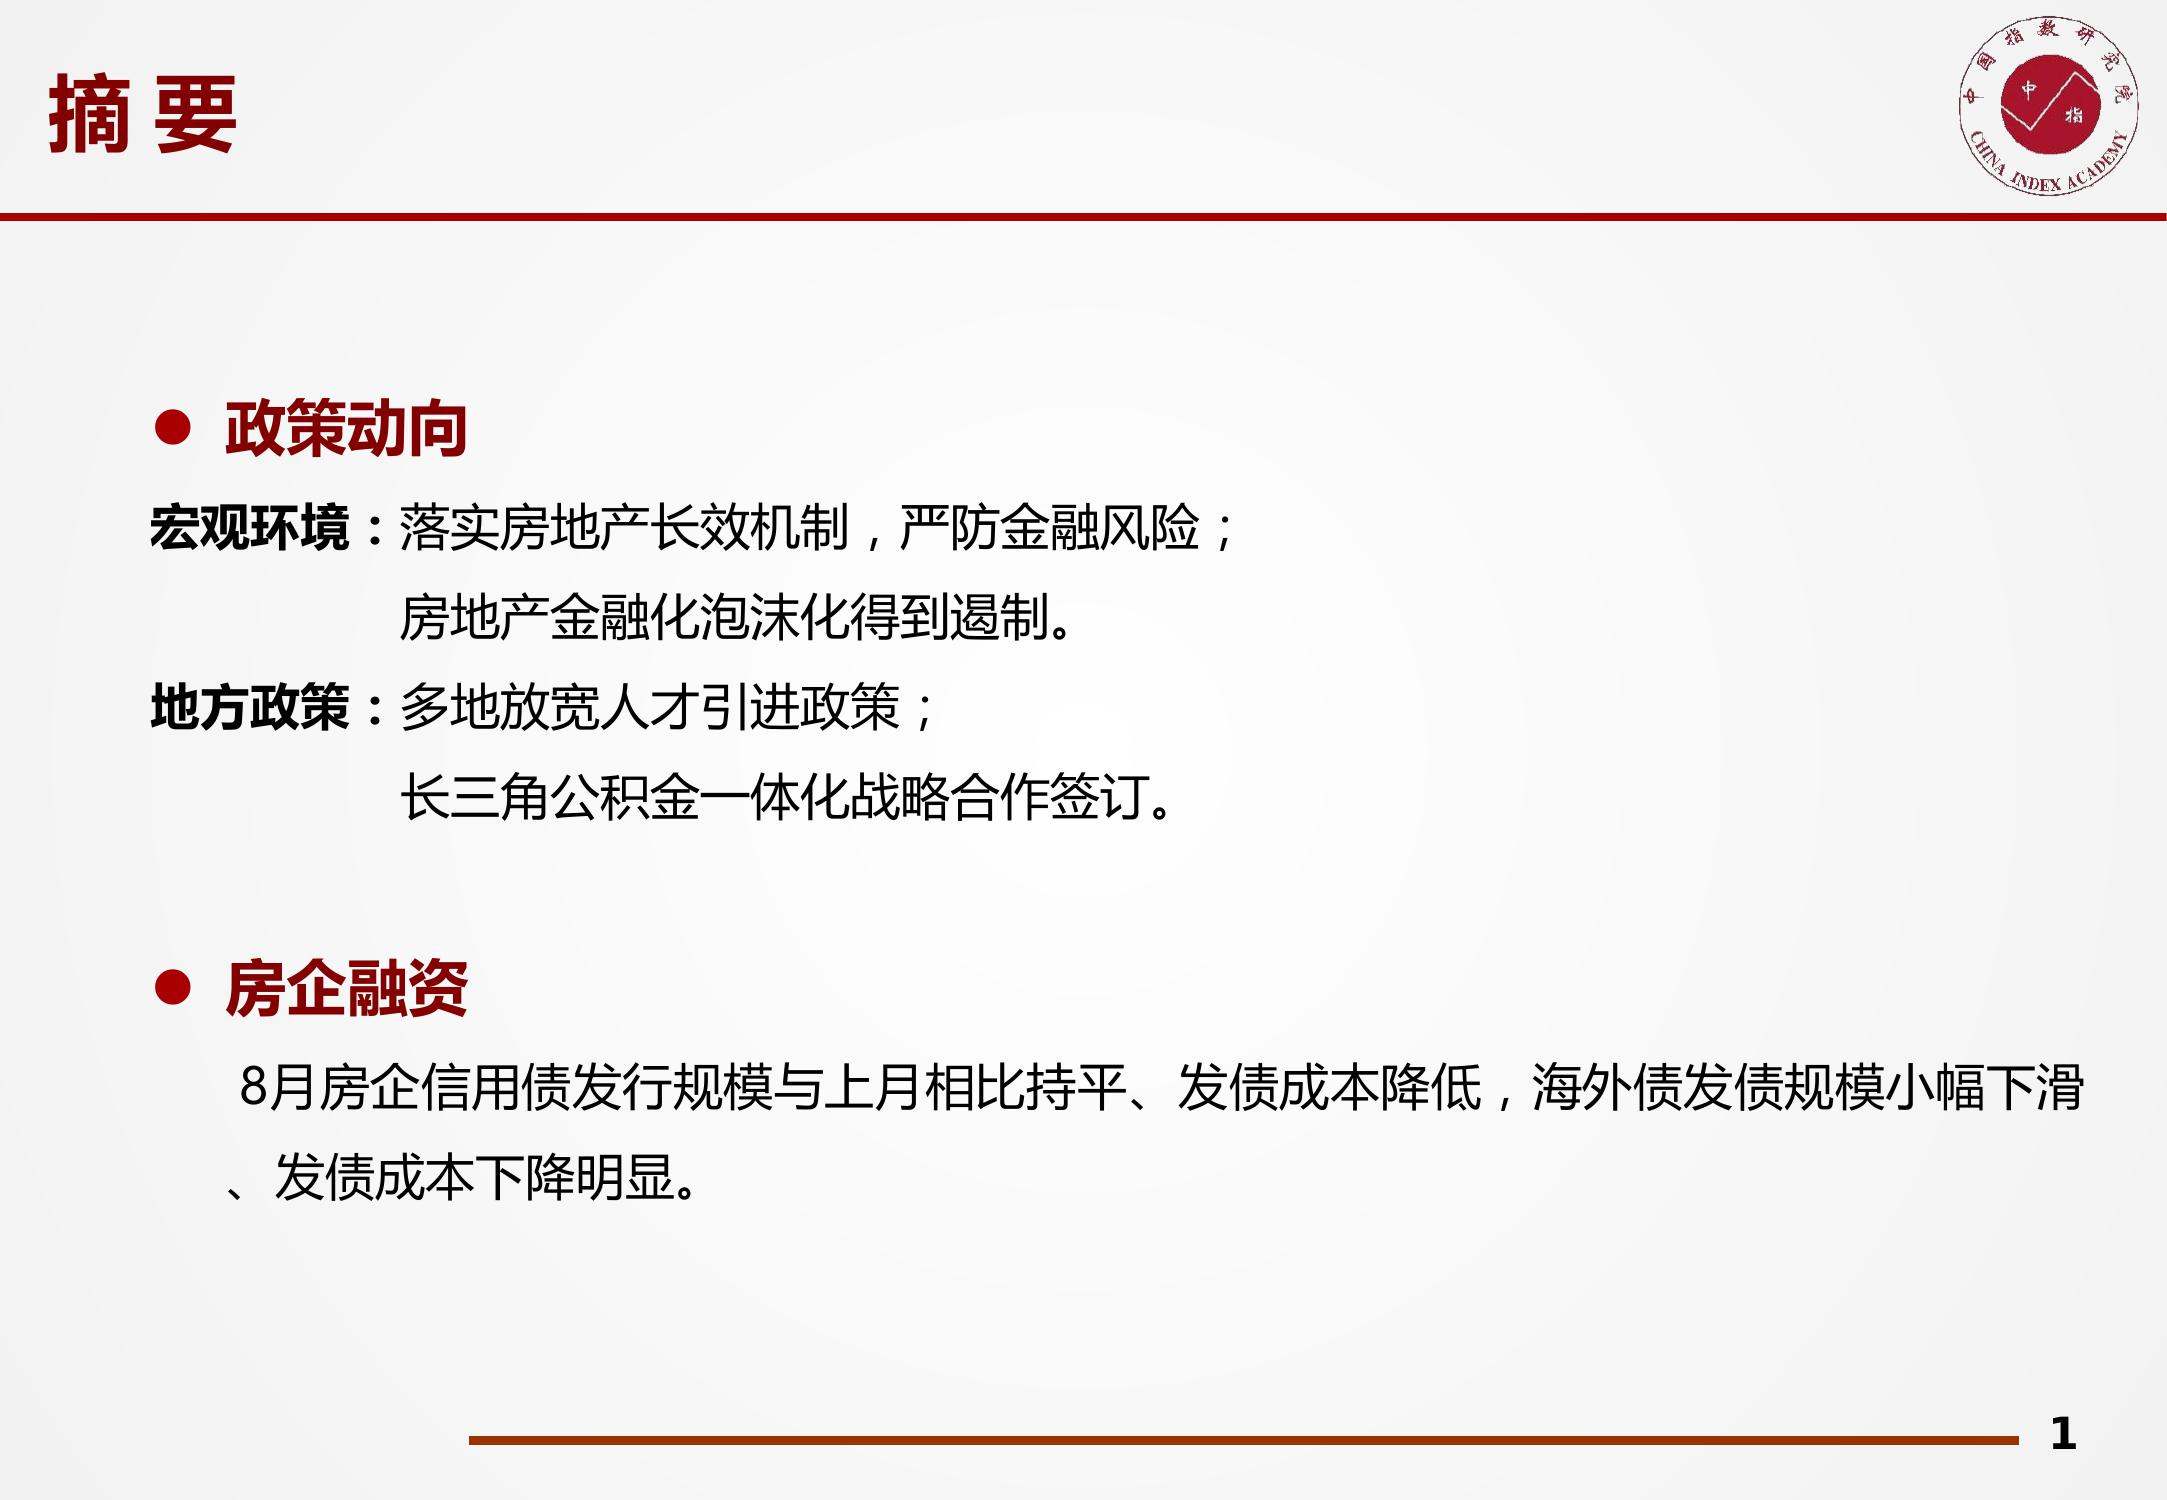 摘 要
中国指数研究院
中
指
CHINA INDEX ACADEMY
● 政策动向
宏观环境：落实房地产长效机制，严防金融风险；
房地产金融化泡沫化得到遏制。
地方政策：多地放宽人才引进政策；
长三角公积金一体化战略合作签订。
● 房企融资
8月房企信用债发行规模与上月相比持平、发债成本降低，海外债发债规模小幅下滑
、发债成本下降明显。
1